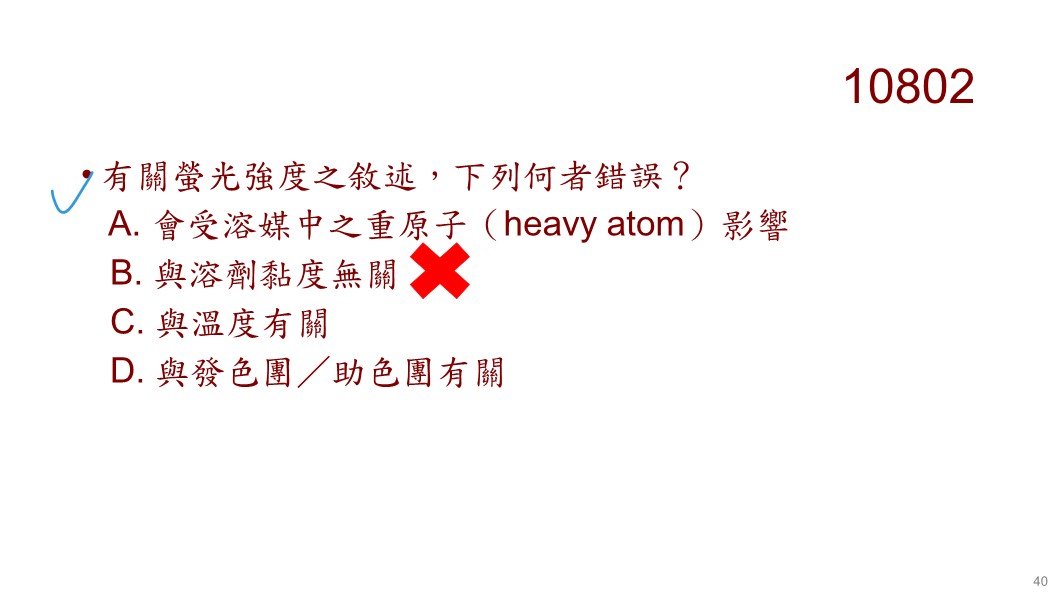 10802
• 有關螢光強度之敘述，下列何者錯誤？
A. 會受溶媒中之重原子（heavy atom）影響
B. 與溶劑黏度無關
C. 與溫度有關
D. 與發色團／助色團有關
40